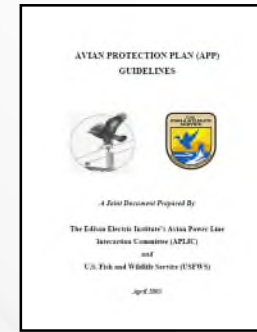 AVIAN PROTECTION PLAN (APP)
GUIDELINES
A Joint Document Prepared By
The Edison Electric Institute's Avian Power Line
Interaction Committee (APLIC)
and
U.S. Fish and Wildlife Service (USFWS)
April 2005